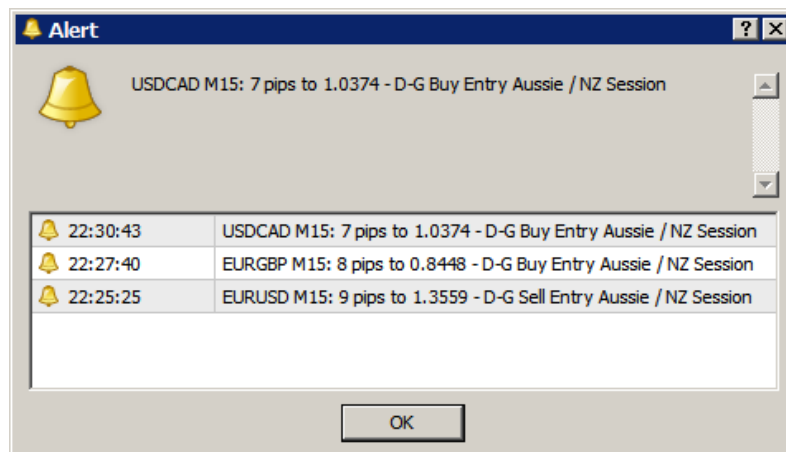 Alert
USDCAD M15: 7 pips to 1.0374 - D-G Buy Entry Aussie / NZ Session
22:30:43 USDCAD M15: 7 pips to 1.0374 - D-G Buy Entry Aussie / NZ Session
22:27:40 EURGBP M15: 8 pips to 0.8448 - D-G Buy Entry Aussie / NZ Session
22:25:25 EURUSD M15: 9 pips to 1.3559 - D-G Sell Entry Aussie / NZ Session
OK